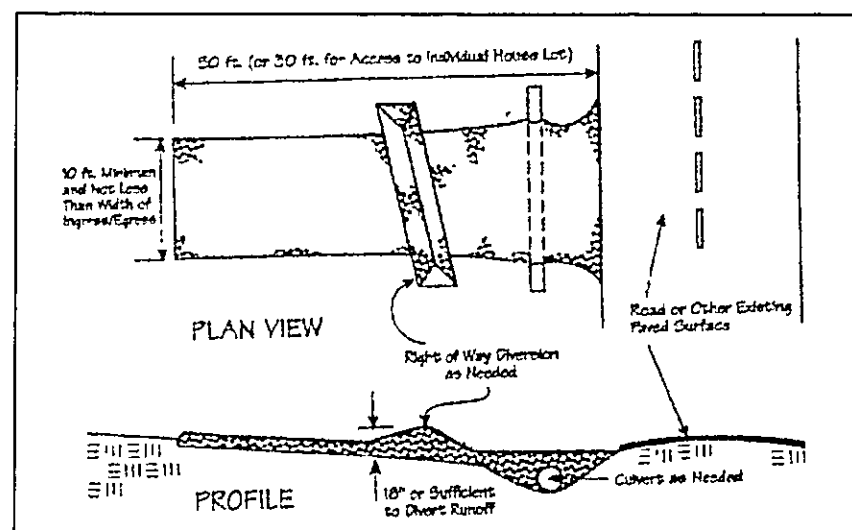 50 ft. (or 30 ft. for Access to Individual House Lot)
10 ft. Minimum
and Not Less
Than Width of
Ingress/Egress
PLAN VIEW
Right of Way Diversion
as Needed
Road or Other Existing
Paved Surface
PROFILE
18" or Sufficient
to Divert Runoff
Culvert as Needed